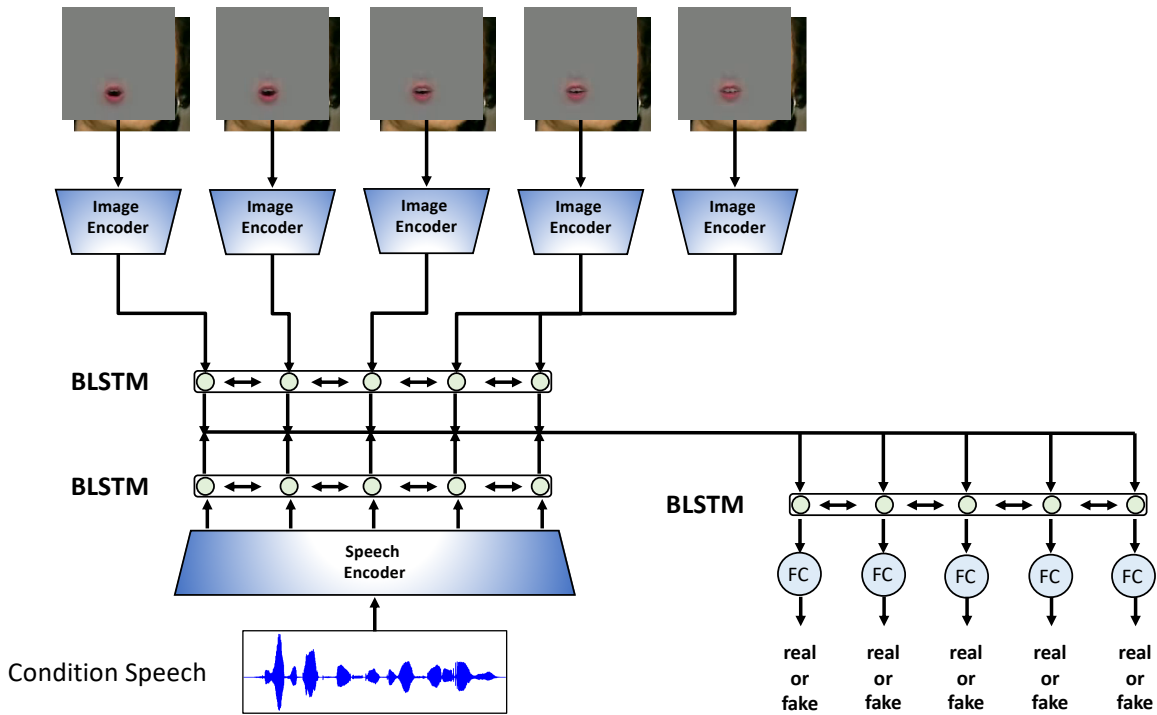 Image
Encoder
Image
Encoder
Image
Encoder
Image
Encoder
Image
Encoder
BLSTM
BLSTM
BLSTM
Speech
Encoder
FC
FC
FC
FC
FC
Condition Speech
real
or
fake
real
or
fake
real
or
fake
real
or
fake
real
or
fake